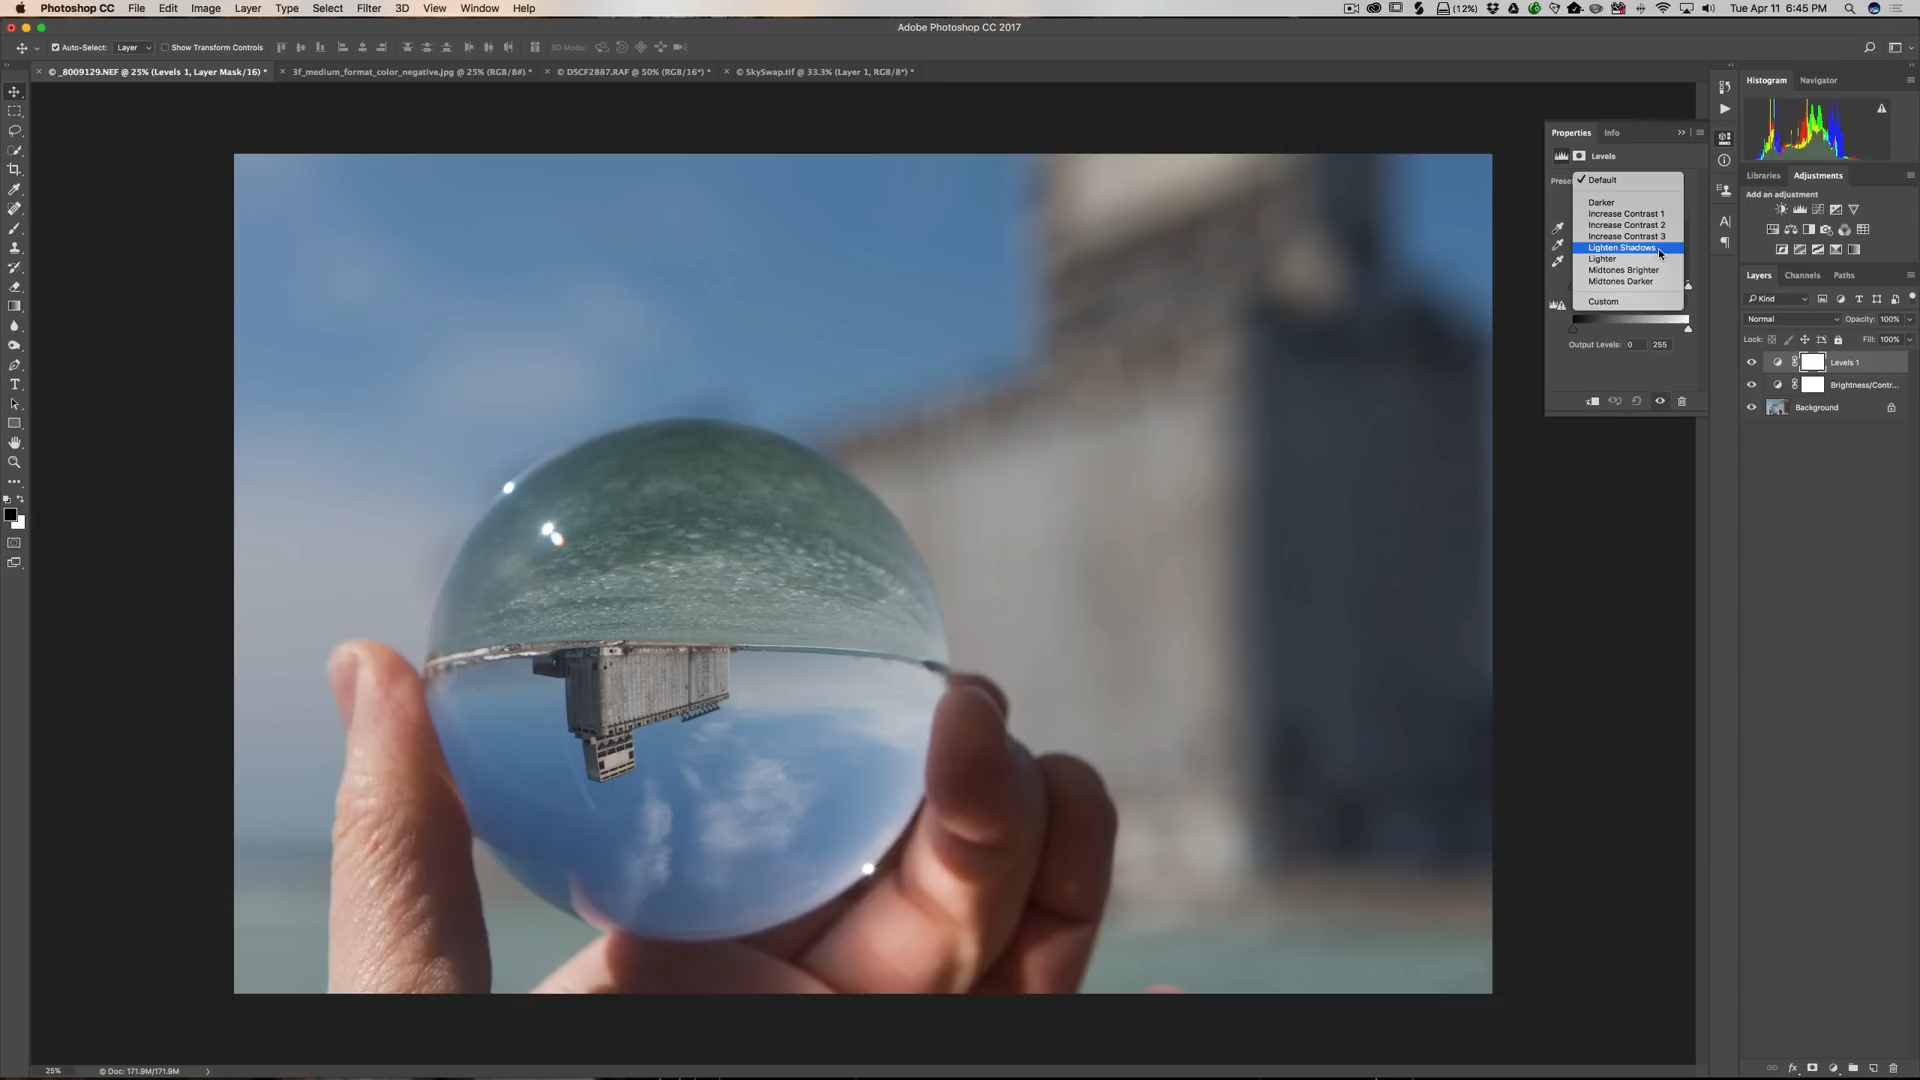 Photoshop CC File Edit Image Layer Type Select Filter 3D View Window Help (12%) Tue Apr 11 6:45 PM
Adobe Photoshop CC 2017
Auto-Select: Layer Show Transform Controls 3D Mode:
× © _8009129.NEF @ 25% (Levels 1, Layer Mask/16) * × 3f_medium_format_color_negative.jpg @ 25% (RGB/8#) * × © DSCF2887.RAF @ 50% (RGB/16*) * × © SkySwap.tif @ 33.3% (Layer 1, RGB/8*) *
Histogram Navigator
Properties Info
Levels
Prese
Default
Darker
Increase Contrast 1
Increase Contrast 2
Increase Contrast 3
Lighten Shadows
Lighter
Midtones Brighter
Midtones Darker
Custom
Output Levels: 0 255
Libraries Adjustments
Add an adjustment
Layers Channels Paths
Kind
Normal Opacity: 100%
Lock: Fill: 100%
Levels 1
Brightness/Contr...
Background
25% © Doc: 171.9M/171.9M